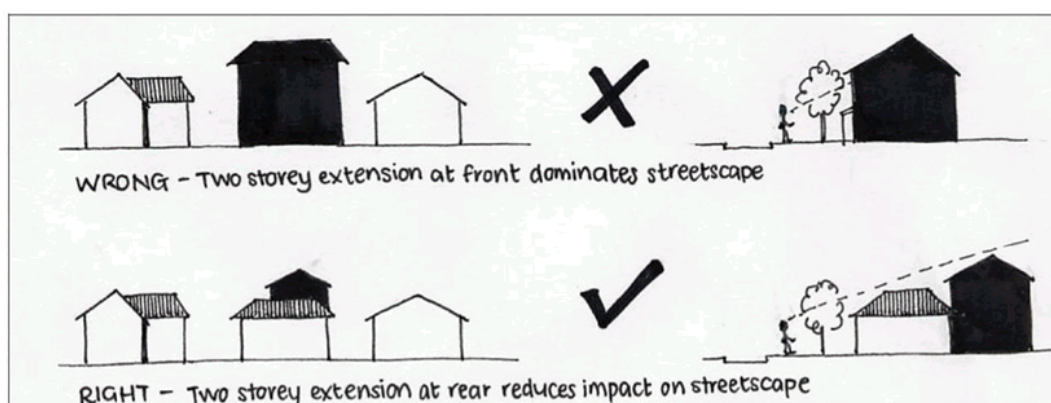 WRONG - Two storey extension at front dominates streetscape
RIGHT - Two storey extension at rear reduces impact on streetscape